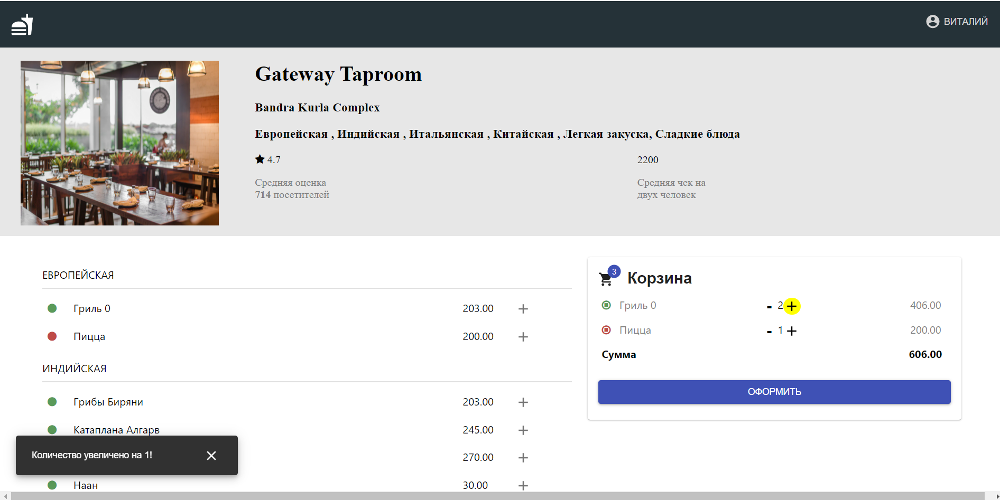 ВИТАЛИЙ
Gateway Taproom
Bandra Kurla Complex
Европейская , Индийская , Итальянская , Китайская , Легкая закуска, Сладкие блюда
4.7
2200
Средняя оценка
714 посетителей
Средняя чек на
двух человек
ЕВРОПЕЙСКАЯ
Гриль 0 203.00 +
Пицца 200.00 +
ИНДИЙСКАЯ
Грибы Биряни 203.00 +
Катаплана Алгарв 245.00 +
270.00 +
Наан 30.00 +
3
Корзина
Гриль 0 - 2 + 406.00
Пицца - 1 + 200.00
Сумма 606.00
ОФОРМИТЬ
Количество увеличено на 1!